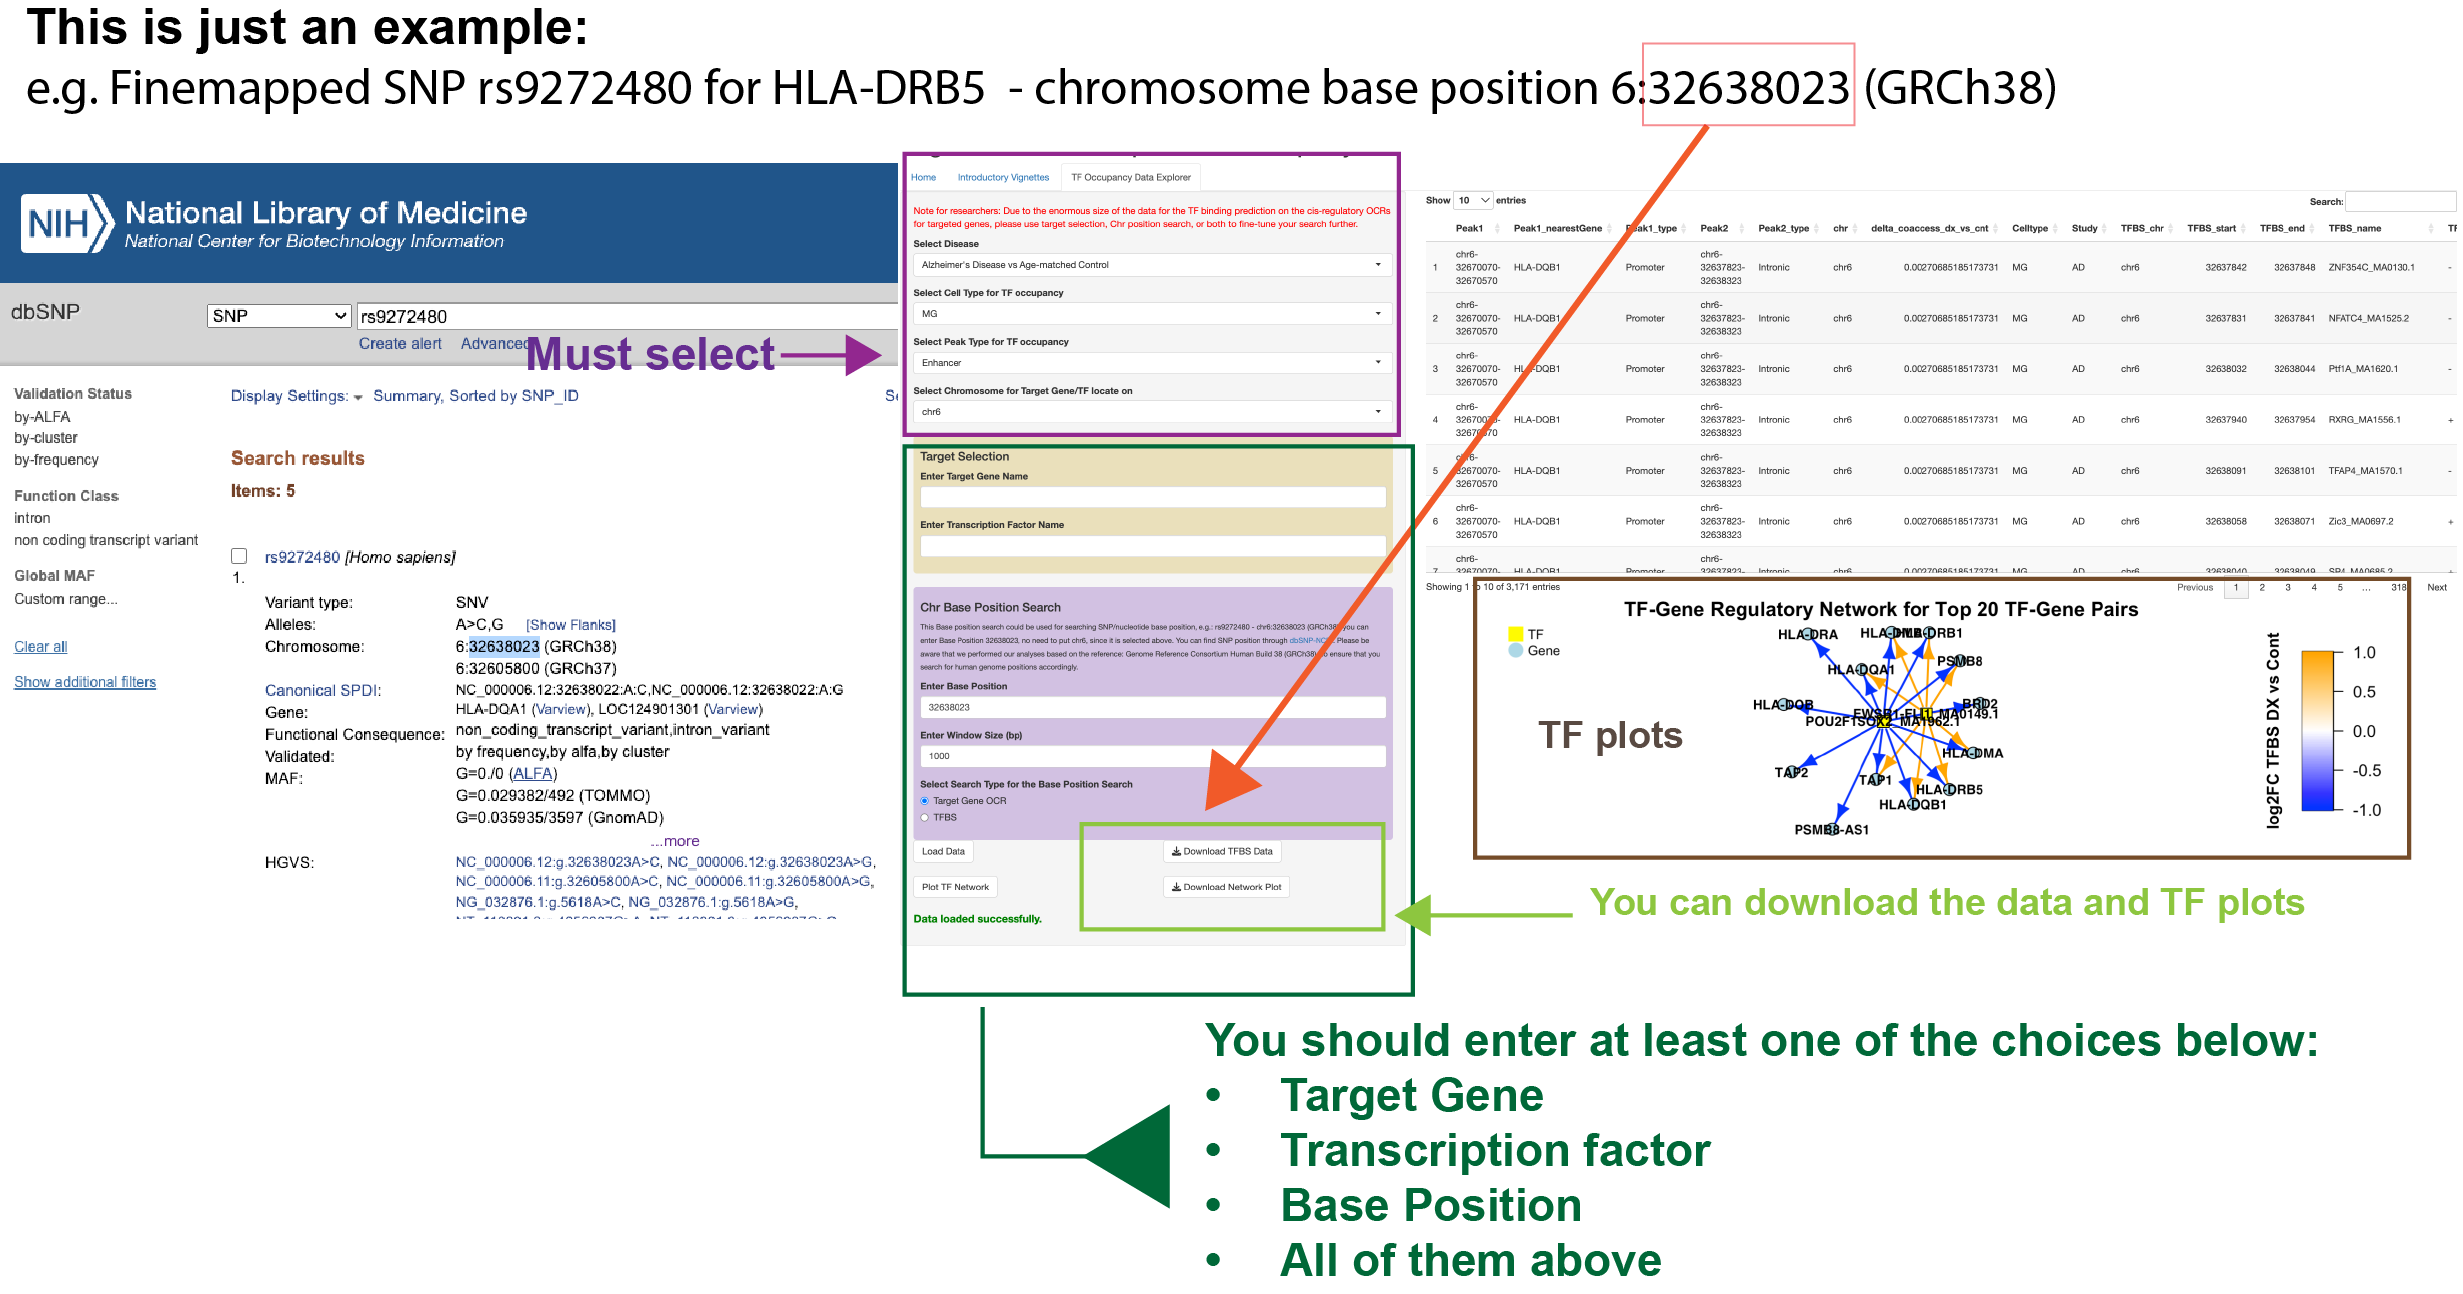 This is just an example:
e.g. Finemapped SNP rs9272480 for HLA-DRB5 - chromosome base position 6:32638023 (GRCh38)
NIH National Library of Medicine
National Center for Biotechnology Information
dbSNP
SNP
rs9272480
Create alert Advanced
Validation Status
by-ALFA
by-cluster
by-frequency
Function Class
intron
non coding transcript variant
Global MAF
Custom range...
Clear all
Show additional filters
Display Settings: Summary, Sorted by SNP_ID
Search results
Items: 5
rs9272480 [Homo sapiens]
1.
Variant type: SNV
Alleles: A>C,G [Show Flanks]
Chromosome: 6:32638023 (GRCh38)
6:32605800 (GRCh37)
Canonical SPDI: NC_000006.12:32638022:A:C,NC_000006.12:32638022:A:G
Gene: HLA-DQA1 (Varview), LOC124901301 (Varview)
Functional Consequence: non_coding_transcript_variant,intron_variant
Validated: by frequency,by alfa,by cluster
MAF: G=0./0 (ALFA)
G=0.029382/492 (TOMMO)
G=0.035935/3597 (GnomAD)
...more
HGVS: NC_000006.12:g.32638023A>C, NC_000006.12:g.32638023A>G,
NC_000006.11:g.32605800A>C, NC_000006.11:g.32605800A>G,
NG_032876.1:g.5618A>C, NG_032876.1:g.5618A>G,
Must select
Home Introductory Vignettes TF Occupancy Data Explorer
Note for researchers: Due to the enormous size of the data for the TF binding prediction on the cis-regulatory OCRs
for targeted genes, please use target selection, Chr position search, or both to fine-tune your search further.
Select Disease
Alzheimer's Disease vs Age-matched Control
Select Cell Type for TF occupancy
MG
Select Peak Type for TF occupancy
Enhancer
Select Chromosome for Target Gene/TF locate on
chr6
Target Selection
Enter Target Gene Name
Enter Transcription Factor Name
Chr Base Position Search
This Base position search could be used for searching SNP/nucleotide base position, e.g.: rs9272480 - chr6:32638023 (GRCh38) you can
enter Base Position 32638023, no need to put chr6, since it is selected above. You can find SNP position through dbSNP-NCBI. Please be
aware that we performed our analyses based on the reference: Genome Reference Consortium Human Build 38 (GRCh38) to ensure that you
search for human genome positions accordingly.
Enter Base Position
32638023
Enter Window Size (bp)
1000
Select Search Type for the Base Position Search
Target Gene OCR
TFBS
Load Data Download TFBS Data
Plot TF Network Download Network Plot
Data loaded successfully.
Show 10 entries Search:
Peak1 Peak1_nearestGene Peak1_type Peak2 Peak2_type chr delta_coaccess_dx_vs_cnt Celltype Study TFBS_chr TFBS_start TFBS_end TFBS_name
chr6- chr6-
1 32670070- HLA-DQB1 Promoter 32637823- Intronic chr6 0.00270685185173731 MG AD chr6 32637842 32637848 ZNF354C_MA0130.1 -
32670570 32638323
chr6- chr6-
2 32670070- HLA-DQB1 Promoter 32637823- Intronic chr6 0.00270685185173731 MG AD chr6 32637831 32637841 NFATC4_MA1525.2 -
32670570 32638323
chr6- chr6-
3 32670070- HLA-DQB1 Promoter 32637823- Intronic chr6 0.00270685185173731 MG AD chr6 32638032 32638044 Ptf1A_MA1620.1 -
32670570 32638323
chr6- chr6-
4 32670070- HLA-DQB1 Promoter 32637823- Intronic chr6 0.00270685185173731 MG AD chr6 32637940 32637954 RXRG_MA1556.1 +
32670570 32638323
chr6- chr6-
5 32670070- HLA-DQB1 Promoter 32637823- Intronic chr6 0.00270685185173731 MG AD chr6 32638091 32638101 TFAP4_MA1570.1 -
32670570 32638323
chr6- chr6-
6 32670070- HLA-DQB1 Promoter 32637823- Intronic chr6 0.00270685185173731 MG AD chr6 32638058 32638071 Zic3_MA0697.2 +
32670570 32638323
chr6- chr6-
Showing 1 to 10 of 3,171 entries Previous 1 2 3 4 5 ... 318 Next
TF-Gene Regulatory Network for Top 20 TF-Gene Pairs
TF
Gene
HLA-DRA
HLA-DRB1
PSMB8
HLA-DQA1
HLA-DOB
BRD2
EWSR1-FLI1_MA0149.1
POU2F1SOX2_MA1962.1
HLA-DMA
TAP2
TAP1
HLA-DRB5
HLA-DQB1
PSMB8-AS1
log2FC TFBS DX vs Cont
1.0
0.5
0.0
-0.5
-1.0
TF plots
You can download the data and TF plots
You should enter at least one of the choices below:
• Target Gene
• Transcription factor
• Base Position
• All of them above